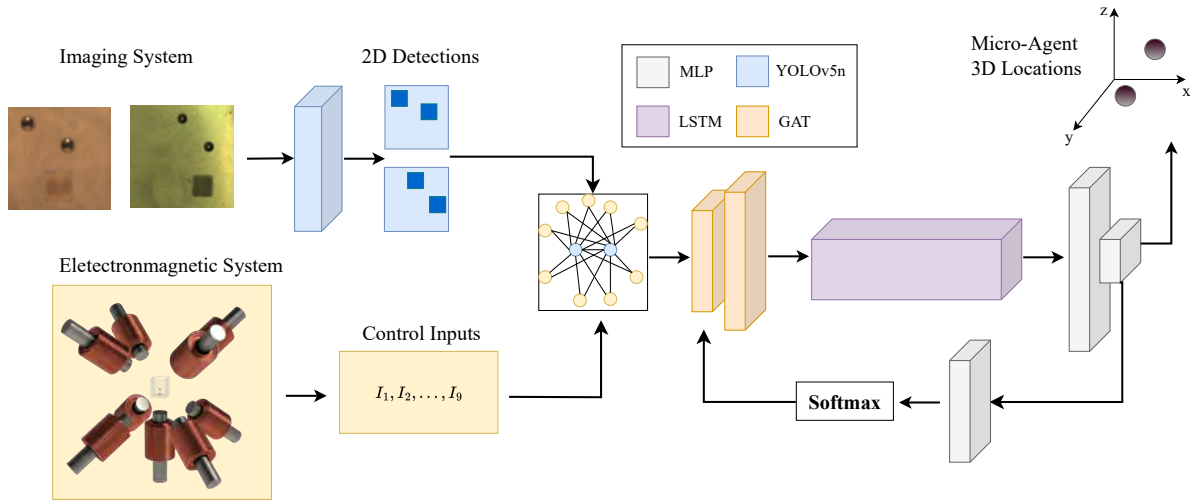 Imaging System
2D Detections
MLP
YOLOv5n
LSTM
GAT
Micro-Agent
3D Locations
z
x
y
Eletectronmagnetic System
Control Inputs
I₁, I₂, . . . , I₉
Softmax